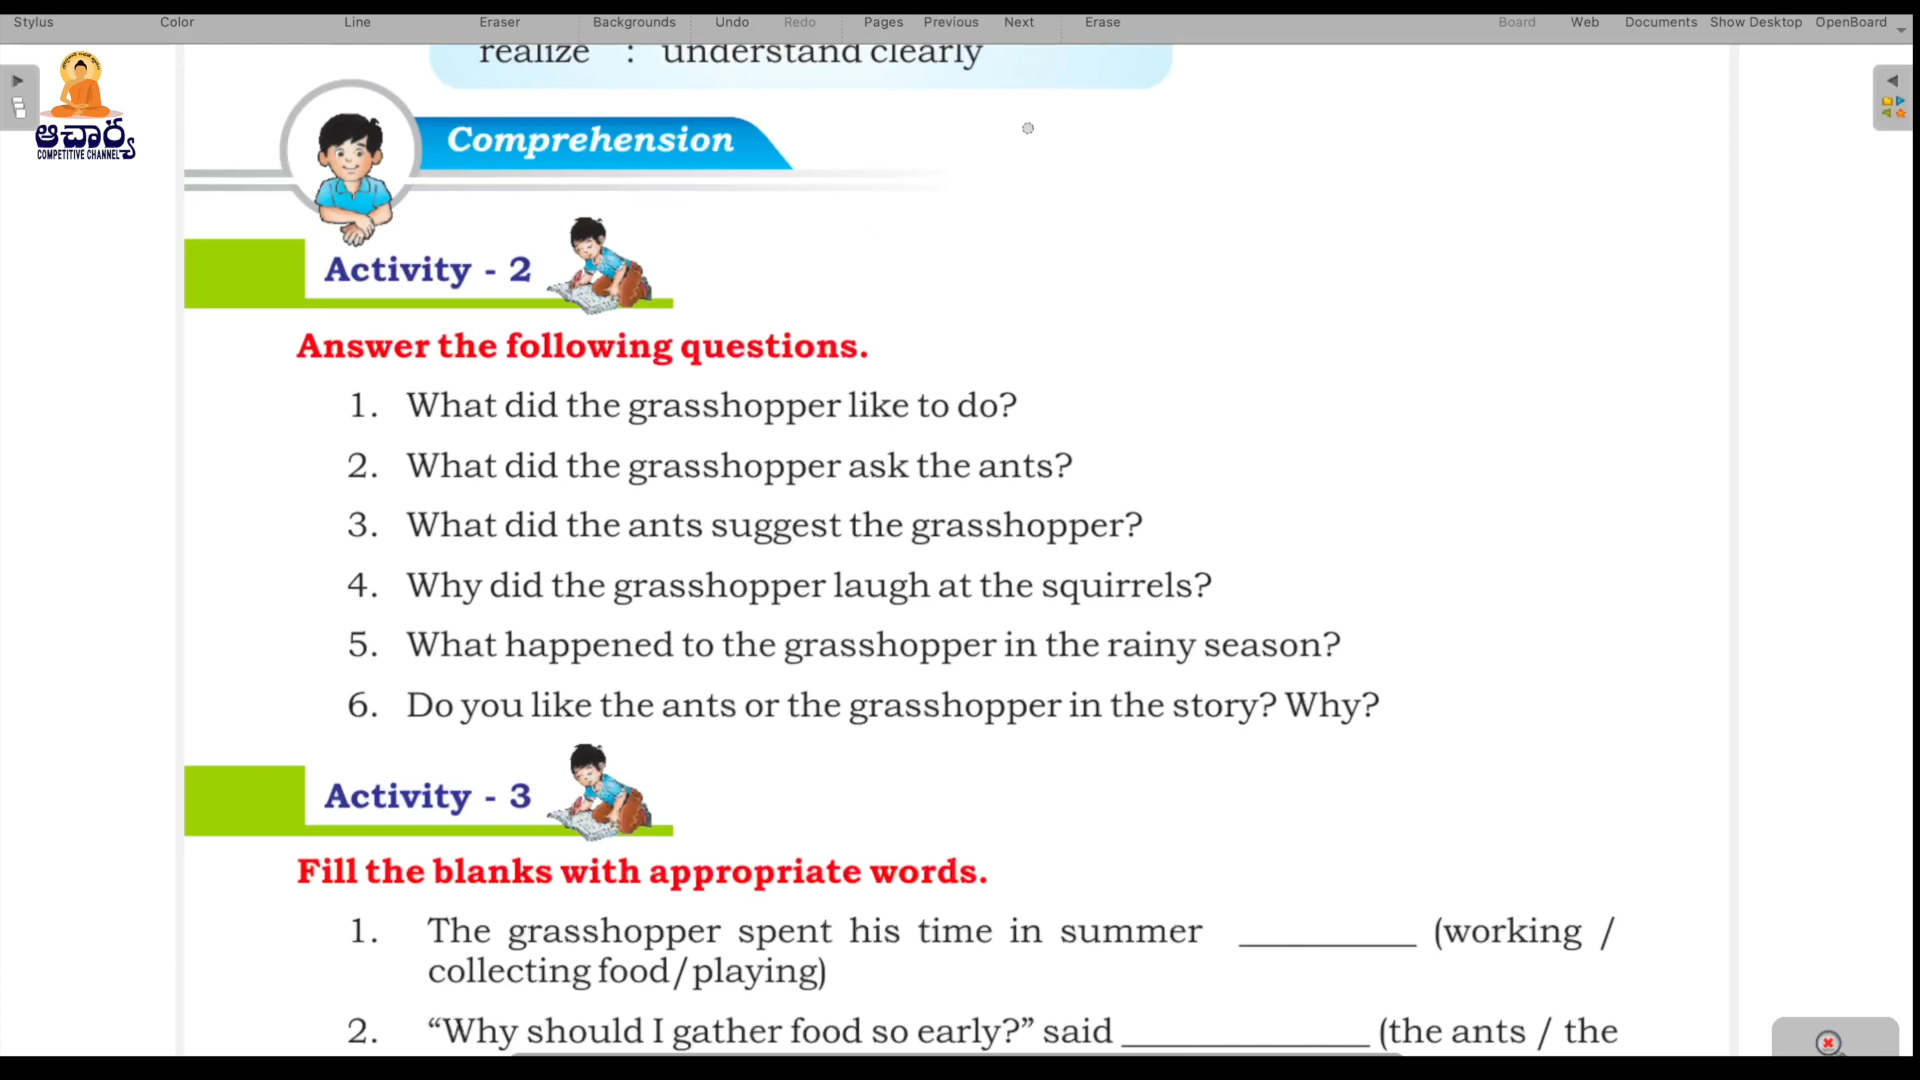 Stylus Color Line Eraser Backgrounds Undo Redo Pages Previous Next Erase Board Web Documents Show Desktop OpenBoard
realize : understand clearly
ಆಚಾರ್ಯ
COMPETITIVE CHANNEL
Comprehension
Activity - 2
Answer the following questions.
1. What did the grasshopper like to do?
2. What did the grasshopper ask the ants?
3. What did the ants suggest the grasshopper?
4. Why did the grasshopper laugh at the squirrels?
5. What happened to the grasshopper in the rainy season?
6. Do you like the ants or the grasshopper in the story? Why?
Activity - 3
Fill the blanks with appropriate words.
1. The grasshopper spent his time in summer __________ (working /
collecting food/playing)
2. “Why should I gather food so early?” said ______________ (the ants / the